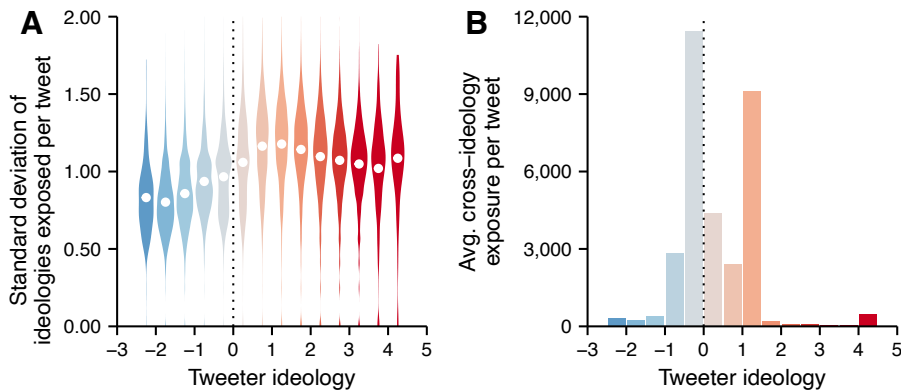 A
Standard deviation of
ideologies exposed per tweet
2.00
1.50
1.00
0.50
0.00
−3 −2 −1 0 1 2 3 4 5
Tweeter ideology
B
Avg. cross−ideology
exposure per tweet
12,000
9,000
6,000
3,000
0
−3 −2 −1 0 1 2 3 4 5
Tweeter ideology